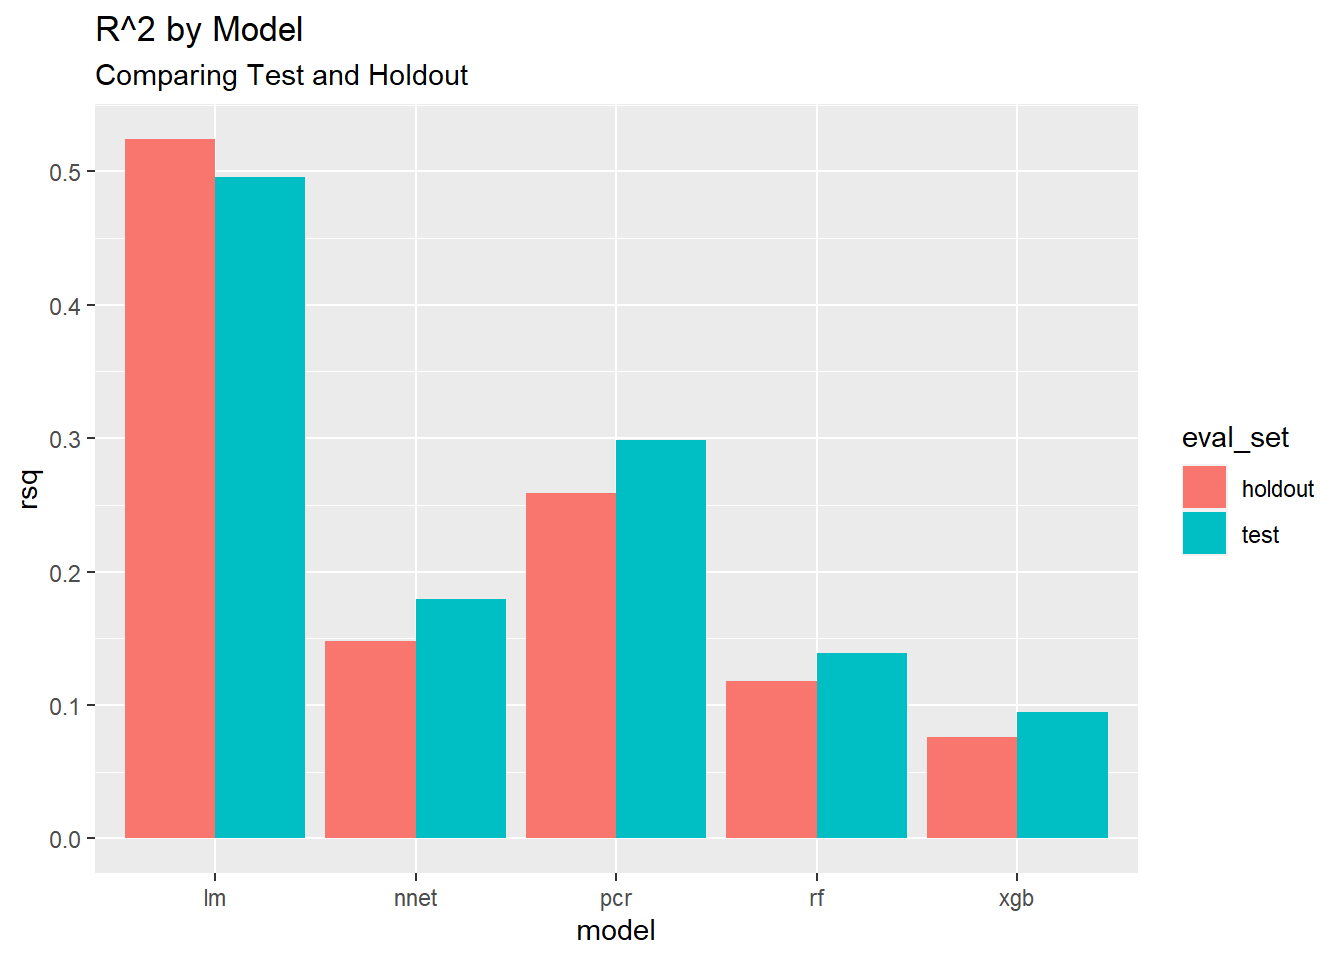 R^2 by Model
Comparing Test and Holdout
0.5
0.4
0.3
0.2
0.1
0.0
rsq
lm nnet pcr rf xgb
model
eval_set
holdout
test